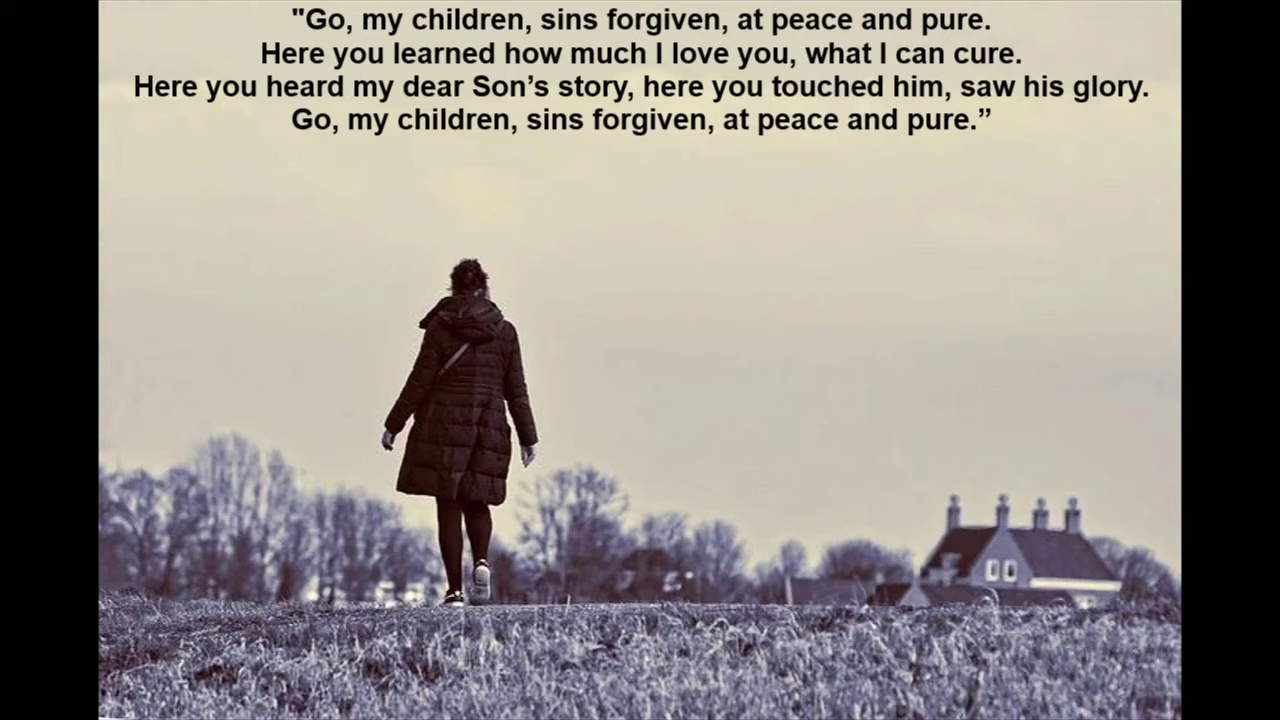 "Go, my children, sins forgiven, at peace and pure.
Here you learned how much I love you, what I can cure.
Here you heard my dear Son’s story, here you touched him, saw his glory.
Go, my children, sins forgiven, at peace and pure.”